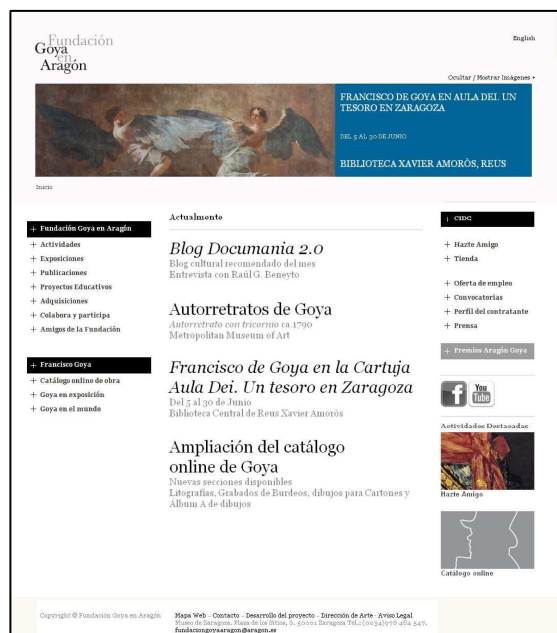 Fundación
Goya
en
Aragón
English
Ocultar / Mostrar Imágenes +
FRANCISCO DE GOYA EN AULA DEI. UN
TESORO EN ZARAGOZA
DEL 5 AL 30 DE JUNIO
BIBLIOTECA XAVIER AMORÒS, REUS
Inicio
+ Fundación Goya en Aragón
+ Actividades
+ Exposiciones
+ Publicaciones
+ Proyectos Educativos
+ Adquisiciones
+ Colabora y participa
+ Amigos de la Fundación
+ Francisco Goya
+ Catálogo online de obra
+ Goya en exposición
+ Goya en el mundo
Actualmente
Blog Documania 2.0
Blog cultural recomendado del mes
Entrevista con Raúl G. Beneyto
Autorretratos de Goya
Autorretrato con tricornio ca.1790
Metropolitan Museum of Art
Francisco de Goya en la Cartuja
Aula Dei. Un tesoro en Zaragoza
Del 5 al 30 de Junio
Biblioteca Central de Reus Xavier Amoròs
Ampliación del catálogo
online de Goya
Nuevas secciones disponibles
Litografías, Grabados de Burdeos, dibujos para Cartones y
Álbum A de dibujos
+ CIDG
+ Hazte Amigo
+ Tienda
+ Oferta de empleo
+ Convocatorias
+ Perfil del contratante
+ Prensa
+ Premios Aragón Goya
f
You
Tube
Actividades Destacadas
Hazte Amigo
Catálogo online
Copyright © Fundación Goya en Aragón
Mapa Web - Contacto - Desarrollo del proyecto - Dirección de Arte - Aviso Legal
Museo de Zaragoza. Plaza de los Sitios, 6. 50001 Zaragoza Tel.: (0034)976 484 547.
fundaciongoyaaragon@aragon.es